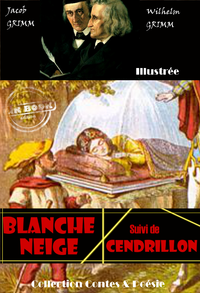 Jacob
GRIMM
Wilhelm
GRIMM
Illustrée
BLANCHE
NEIGE
Suivi de
CENDRILLON
Collection Contes & Poésie